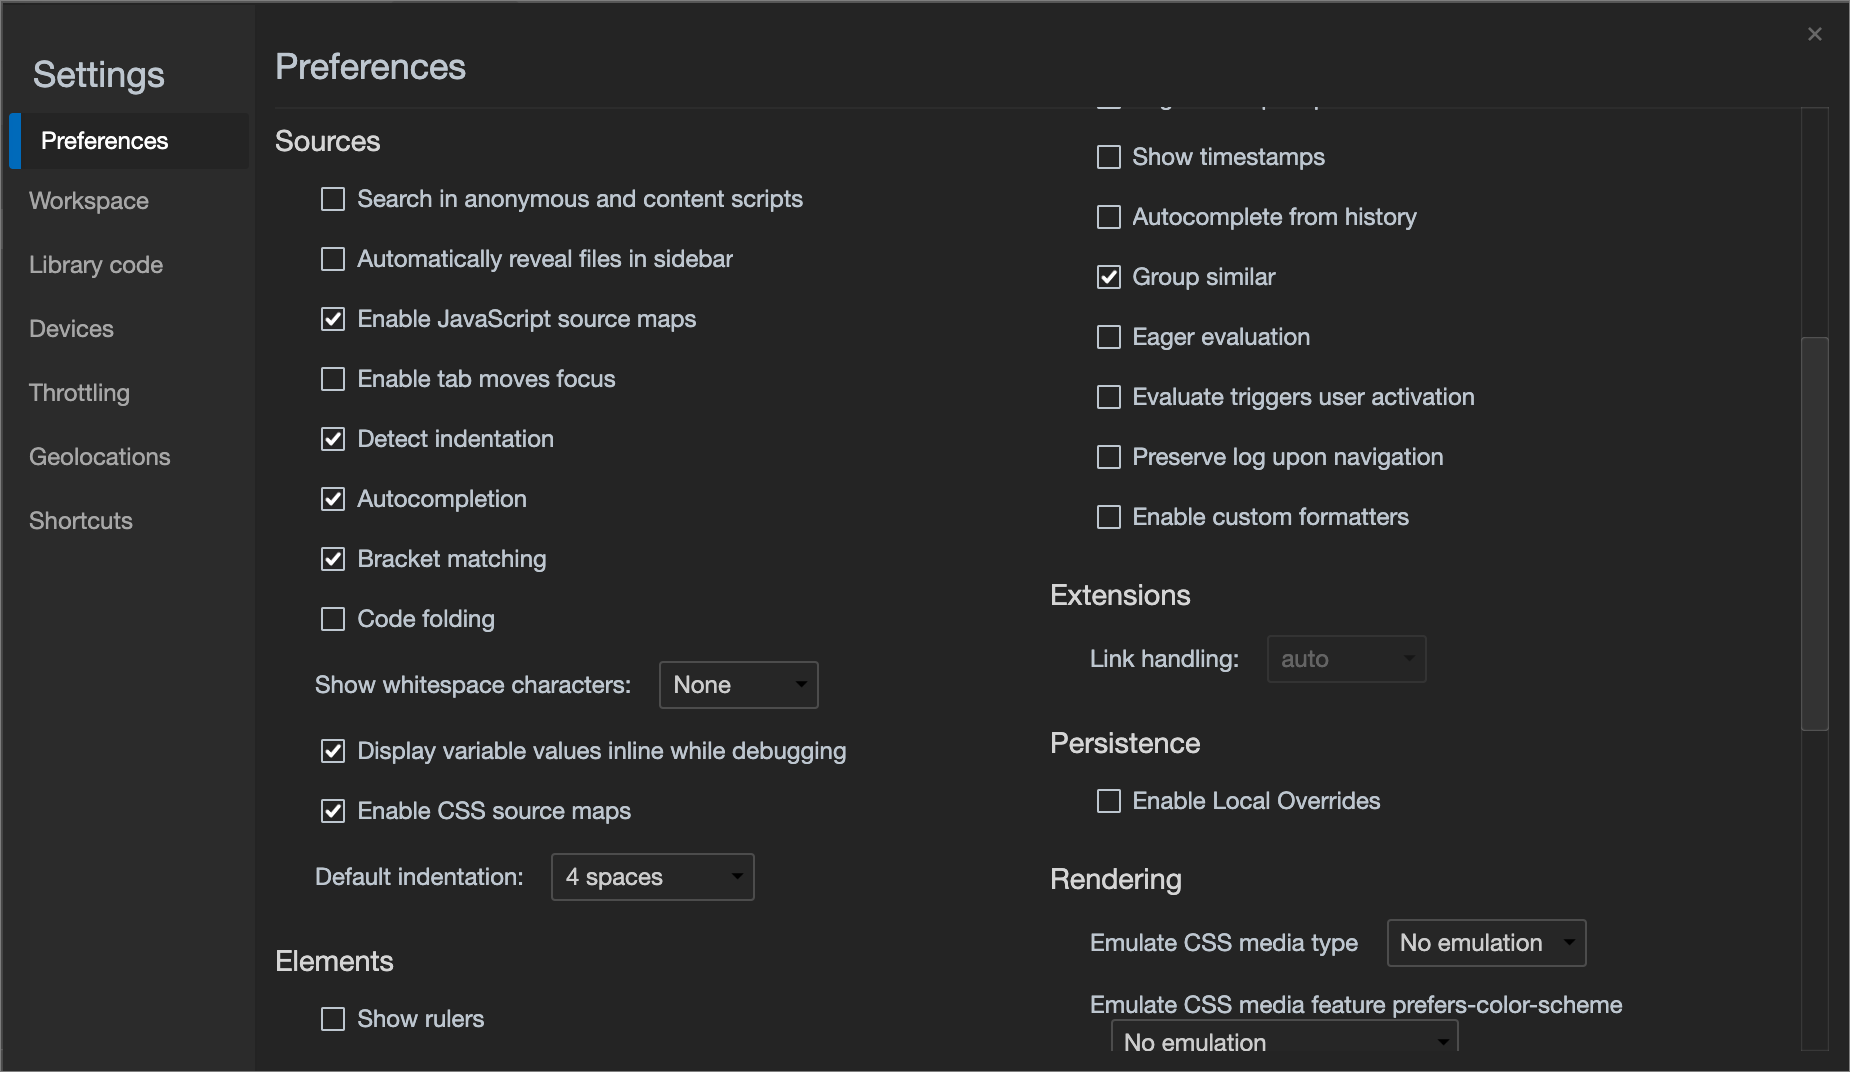 Settings
Preferences
Workspace
Library code
Devices
Throttling
Geolocations
Shortcuts
Preferences
Sources
Search in anonymous and content scripts
Automatically reveal files in sidebar
Enable JavaScript source maps
Enable tab moves focus
Detect indentation
Autocompletion
Bracket matching
Code folding
Show whitespace characters: None
Display variable values inline while debugging
Enable CSS source maps
Default indentation: 4 spaces
Elements
Show rulers
Show timestamps
Autocomplete from history
Group similar
Eager evaluation
Evaluate triggers user activation
Preserve log upon navigation
Enable custom formatters
Extensions
Link handling: auto
Persistence
Enable Local Overrides
Rendering
Emulate CSS media type No emulation
Emulate CSS media feature prefers-color-scheme
No emulation